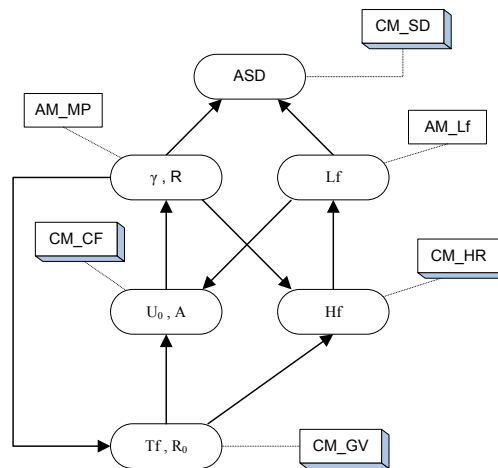 CM_SD
ASD
AM_MP
AM_Lf
γ , R
Lf
CM_CF
CM_HR
U₀ , A
Hf
Tf , R₀
CM_GV